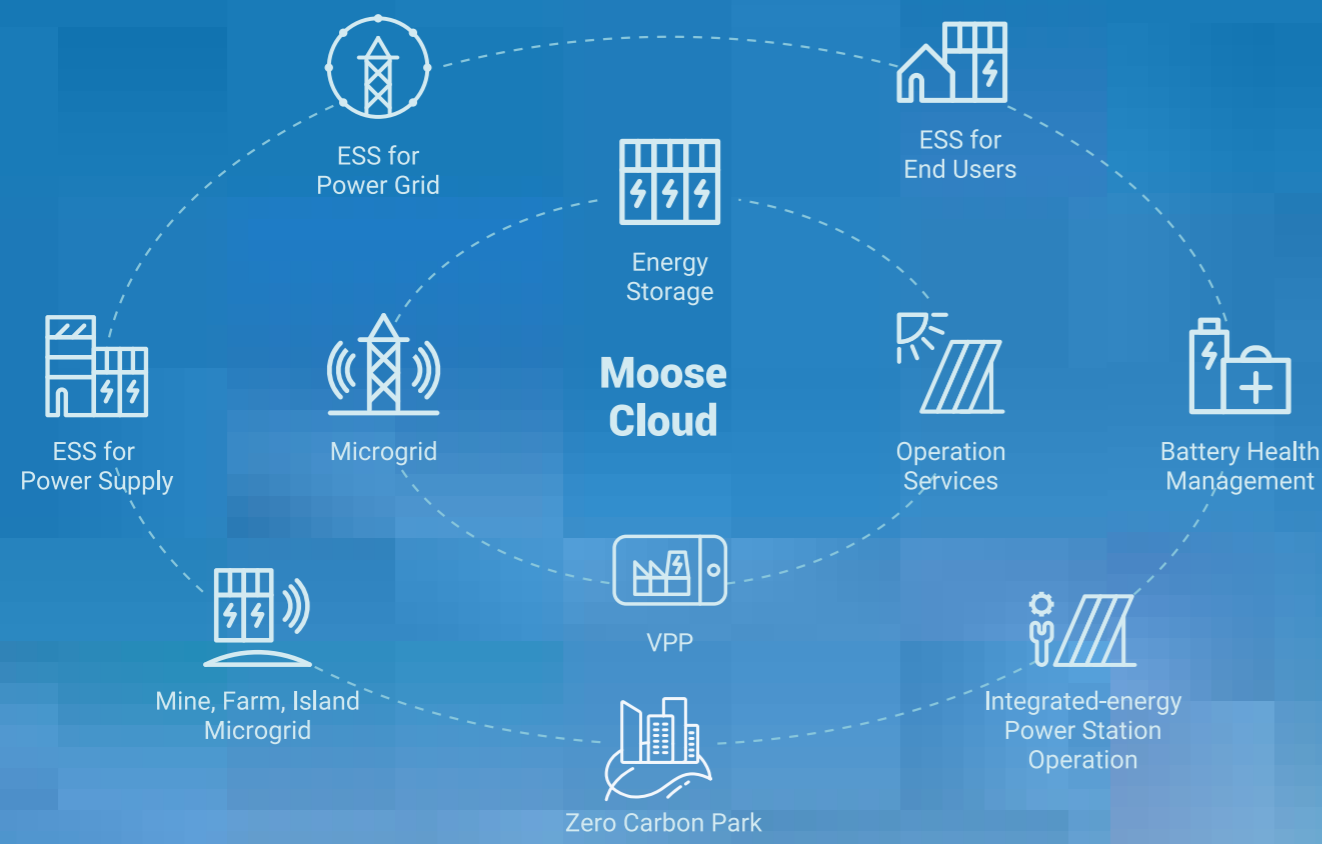 ESS for
Power Grid
ESS for
End Users
Energy
Storage
Moose
Cloud
ESS for
Power Supply
Microgrid
Operation
Services
Battery Health
Management
VPP
Mine, Farm, Island
Microgrid
Integrated-energy
Power Station
Operation
Zero Carbon Park